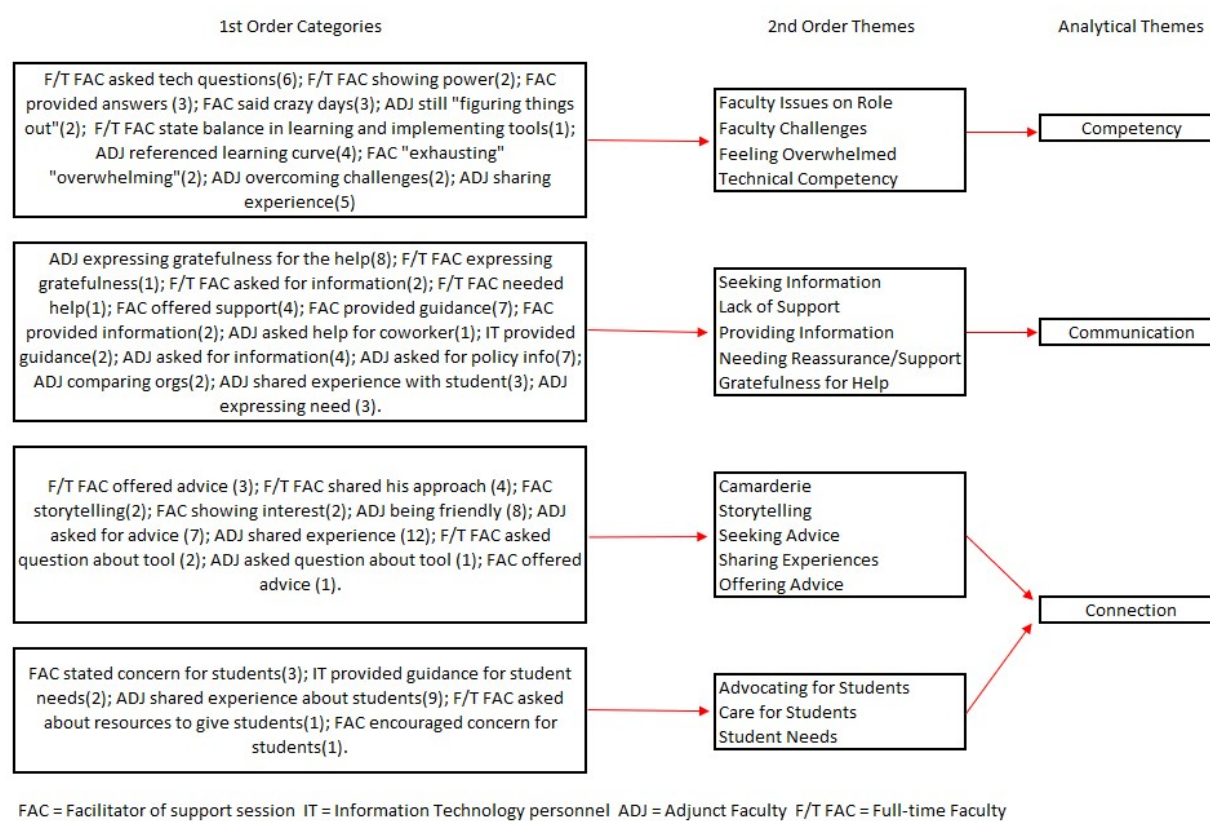 1st Order Categories
2nd Order Themes
Analytical Themes
F/T FAC asked tech questions(6); F/T FAC showing power(2); FAC
provided answers (3); FAC said crazy days(3); ADJ still "figuring things
out"(2);  F/T FAC state balance in learning and implementing tools(1);
ADJ referenced learning curve(4); FAC "exhausting"
"overwhelming"(2); ADJ overcoming challenges(2); ADJ sharing
experience(5)
Faculty Issues on Role
Faculty Challenges
Feeling Overwhelmed
Technical Competency
Competency
ADJ expressing gratefulness for the help(8); F/T FAC expressing
gratefulness(1); F/T FAC asked for information(2); F/T FAC needed
help(1); FAC offered support(4); FAC provided guidance(7); FAC
provided information(2); ADJ asked help for coworker(1); IT provided
guidance(2); ADJ asked for information(4); ADJ asked for policy info(7);
ADJ comparing orgs(2); ADJ shared experience with student(3); ADJ
expressing need (3).
Seeking Information
Lack of Support
Providing Information
Needing Reassurance/Support
Gratefulness for Help
Communication
F/T FAC offered advice (3); F/T FAC shared his approach (4); FAC
storytelling(2); FAC showing interest(2); ADJ being friendly (8); ADJ
asked for advice (7); ADJ shared experience (12); F/T FAC asked
question about tool (2); ADJ asked question about tool (1); FAC offered
advice (1).
Camarderie
Storytelling
Seeking Advice
Sharing Experiences
Offering Advice
Connection
FAC stated concern for students(3); IT provided guidance for student
needs(2); ADJ shared experience about students(9); F/T FAC asked
about resources to give students(1); FAC encouraged concern for
students(1).
Advocating for Students
Care for Students
Student Needs
FAC = Facilitator of support session  IT = Information Technology personnel  ADJ = Adjunct Faculty  F/T FAC = Full-time Faculty